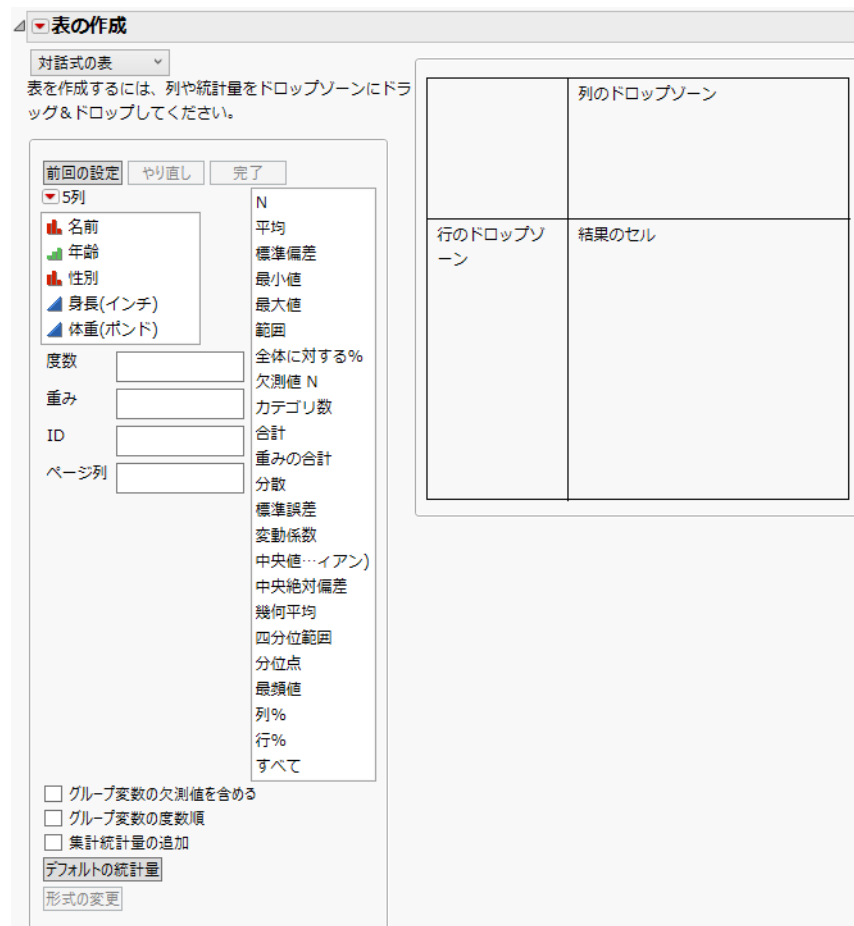 表の作成
対話式の表
表を作成するには、列や統計量をドロップゾーンにドラ
ッグ＆ドロップしてください。
前回の設定
やり直し
完了
5列
名前
年齢
性別
身長(インチ)
体重(ポンド)
度数
重み
ID
ページ列
N
平均
標準偏差
最小値
最大値
範囲
全体に対する%
欠測値 N
カテゴリ数
合計
重みの合計
分散
標準誤差
変動係数
中央値…ィアン)
中央絶対偏差
幾何平均
四分位範囲
分位点
最頻値
列%
行%
すべて
グループ変数の欠測値を含める
グループ変数の度数順
集計統計量の追加
デフォルトの統計量
形式の変更
列のドロップゾーン
行のドロップゾ
ーン
結果のセル